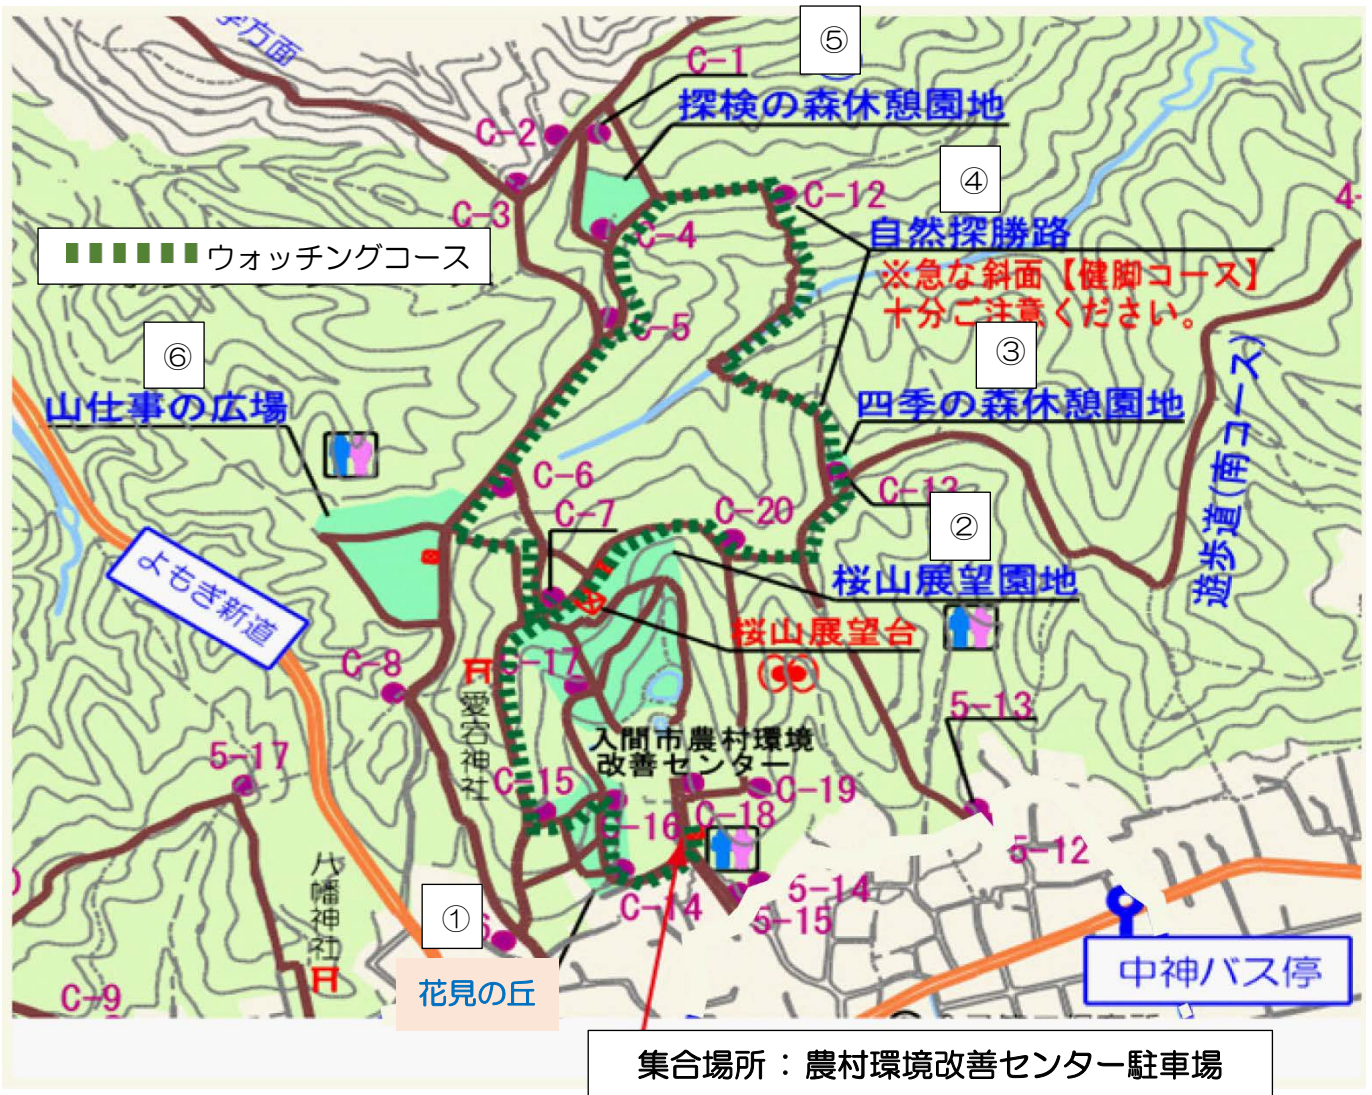 学方面
⑤
C-1
探検の森休憩園地
C-2
④
C-12
C-3
C-4
自然探勝路
※急な斜面【健脚コース】
十分ご注意ください。
4-
ウォッチングコース
C-5
③
⑥
山仕事の広場
四季の森休憩園地
遊歩道(南コース)
C-6
C-13
C-7
C-20
②
よもぎ新道
桜山展望園地
桜山展望台
C-8
-17
愛宕神社
5-13
入間市農村環境
改善センター
5-17
C-15
C-19
C-18
-16
5-12
八幡神社
C-14
5-14
5-15
①
6
花見の丘
中神バス停
C-9
集合場所：農村環境改善センター駐車場